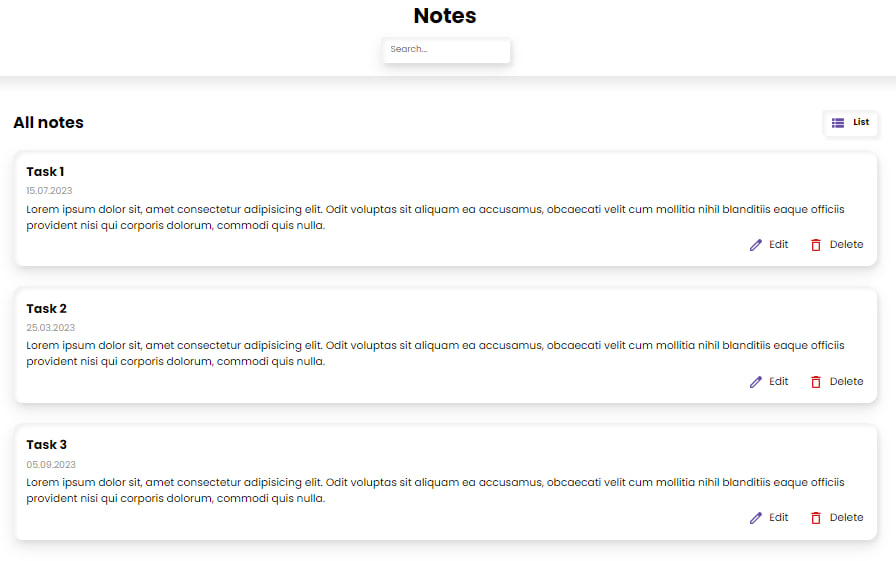 Notes
Search...
All notes
List
Task 1
15.07.2023
Lorem ipsum dolor sit, amet consectetur adipisicing elit. Odit voluptas sit aliquam ea accusamus, obcaecati velit cum mollitia nihil blanditiis eaque officiis
provident nisi qui corporis dolorum, commodi quis nulla.
Edit Delete
Task 2
25.03.2023
Lorem ipsum dolor sit, amet consectetur adipisicing elit. Odit voluptas sit aliquam ea accusamus, obcaecati velit cum mollitia nihil blanditiis eaque officiis
provident nisi qui corporis dolorum, commodi quis nulla.
Edit Delete
Task 3
05.09.2023
Lorem ipsum dolor sit, amet consectetur adipisicing elit. Odit voluptas sit aliquam ea accusamus, obcaecati velit cum mollitia nihil blanditiis eaque officiis
provident nisi qui corporis dolorum, commodi quis nulla.
Edit Delete